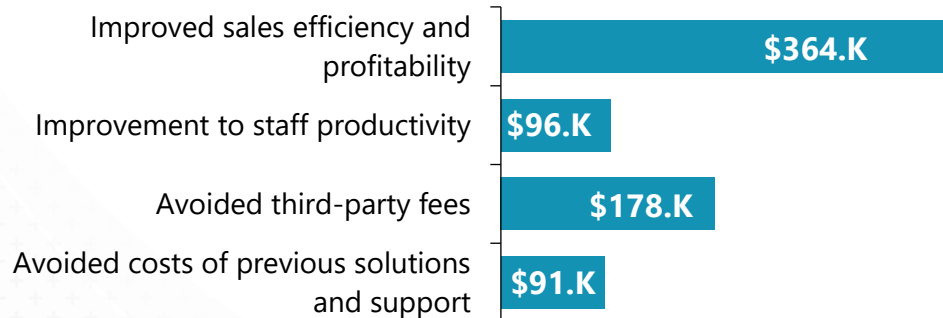 Improved sales efficiency and
profitability
$364.K
Improvement to staff productivity
$96.K
Avoided third-party fees
$178.K
Avoided costs of previous solutions
and support
$91.K